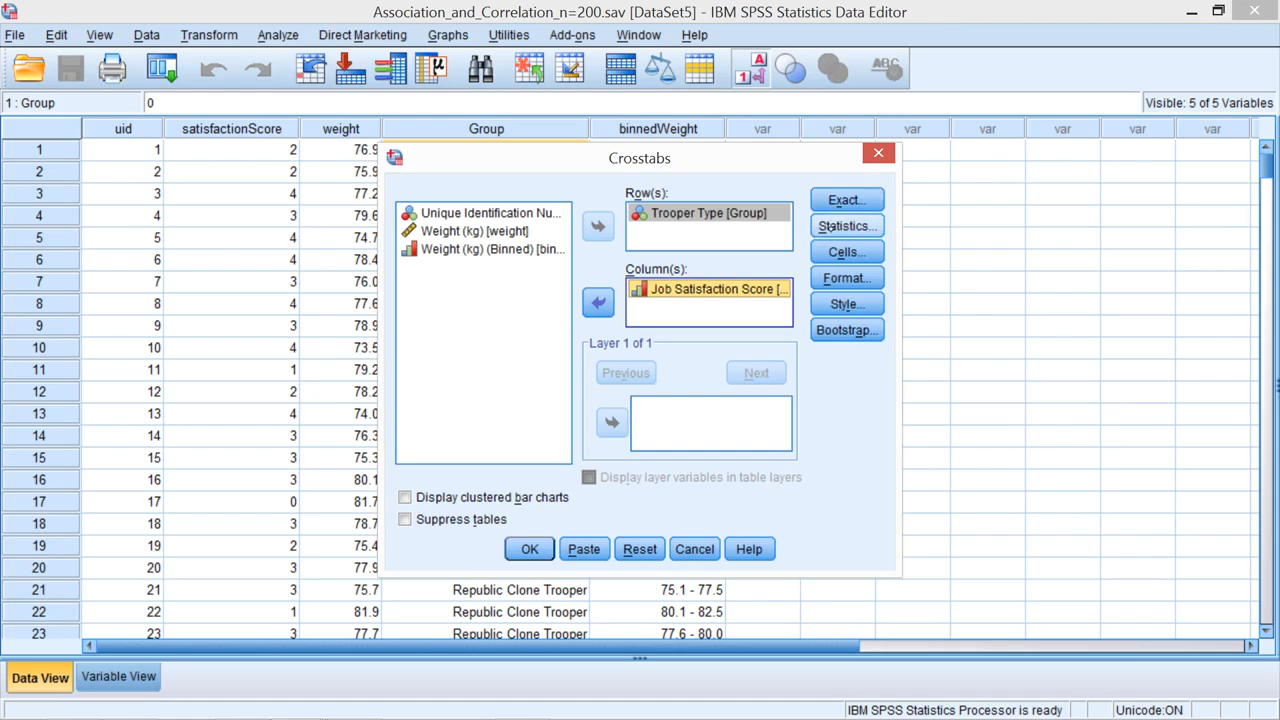 Association_and_Correlation_n=200.sav [DataSet5] - IBM SPSS Statistics Data Editor
File Edit View Data Transform Analyze Direct Marketing Graphs Utilities Add-ons Window Help
1 : Group 0 Visible: 5 of 5 Variables
uid satisfactionScore weight Group binnedWeight var var var var var var var
1 1 2 76.9
2 2 2 75.9
3 3 4 77.2
4 4 4 79.6
5 5 4 74.7
6 6 4 78.4
7 7 3 76.0
8 8 4 77.6
9 9 3 78.9
10 10 4 73.5
11 11 1 79.2
12 12 2 78.2
13 13 4 74.0
14 14 3 76.3
15 15 3 75.3
16 16 3 80.1
17 17 0 81.7
18 18 3 78.7
19 19 2 75.4
20 20 3 77.9
21 21 3 75.7 Republic Clone Trooper 75.1 - 77.5
22 22 1 81.9 Republic Clone Trooper 80.1 - 82.5
23 23 3 77.7 Republic Clone Trooper 77.6 - 80.0
Crosstabs
Unique Identification Nu...
Weight (kg) [weight]
Weight (kg) (Binned) [bin...
Row(s):
Trooper Type [Group]
Column(s):
Job Satisfaction Score [...
Layer 1 of 1
Previous Next
Display layer variables in table layers
Exact...
Statistics...
Cells...
Format...
Style...
Bootstrap...
Display clustered bar charts
Suppress tables
OK Paste Reset Cancel Help
Data View Variable View
IBM SPSS Statistics Processor is ready Unicode:ON